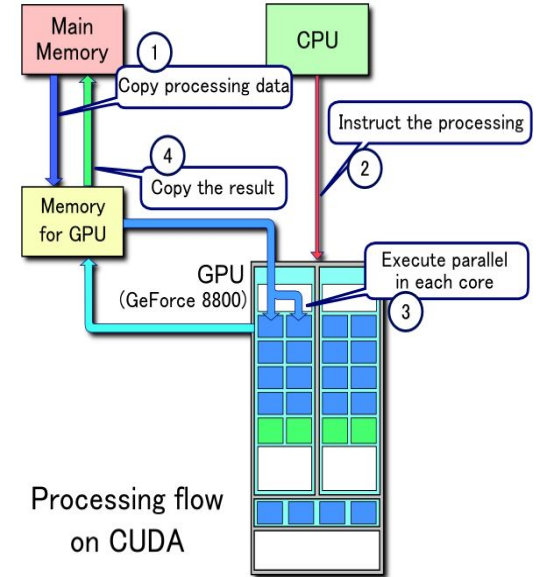 Main
Memory
CPU
1
Copy processing data
Instruct the processing
2
4
Copy the result
Memory
for GPU
GPU
(GeForce 8800)
Execute parallel
in each core
3
Processing flow
on CUDA